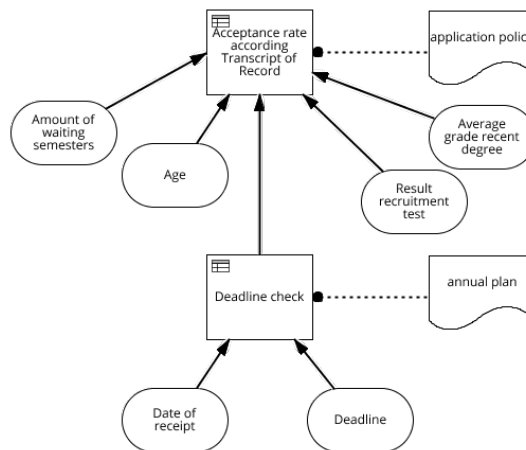 Acceptance rate
according
Transcript of
Record
application polic
Amount of
waiting
semesters
Average
grade recent
degree
Age
Result
recruitment
test
Deadline check
annual plan
Date of
receipt
Deadline